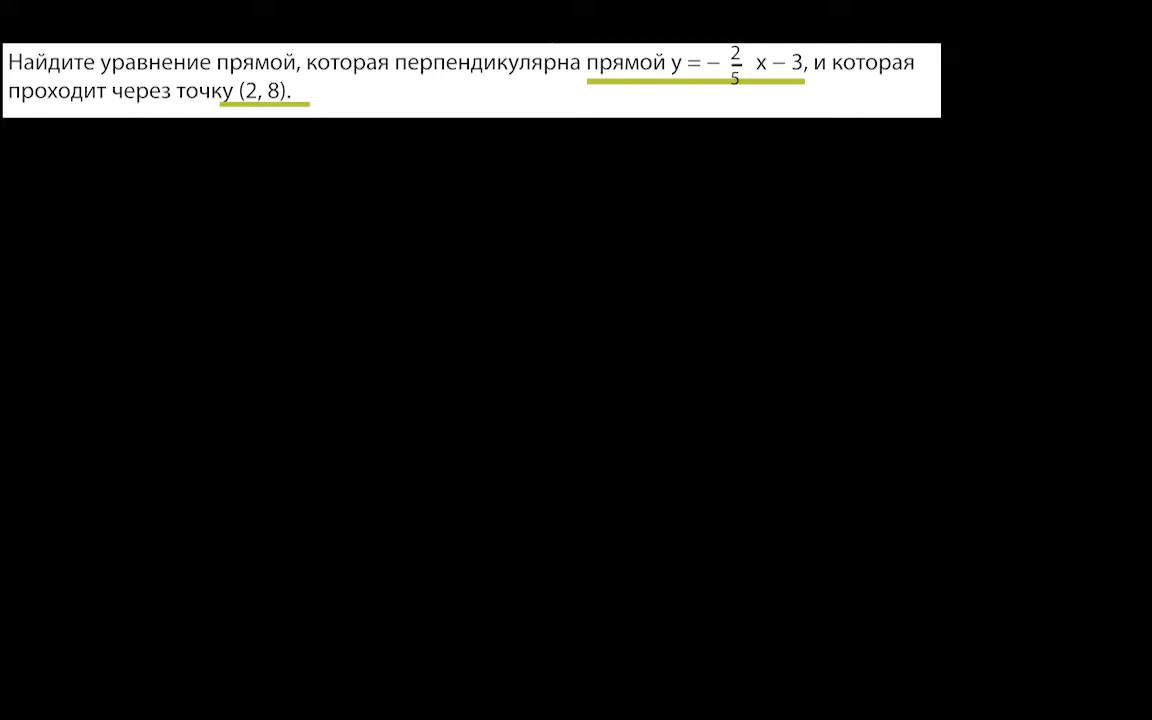 Найдите уравнение прямой, которая перпендикулярна прямой y = − 2/5 x − 3, и которая
проходит через точку (2, 8).